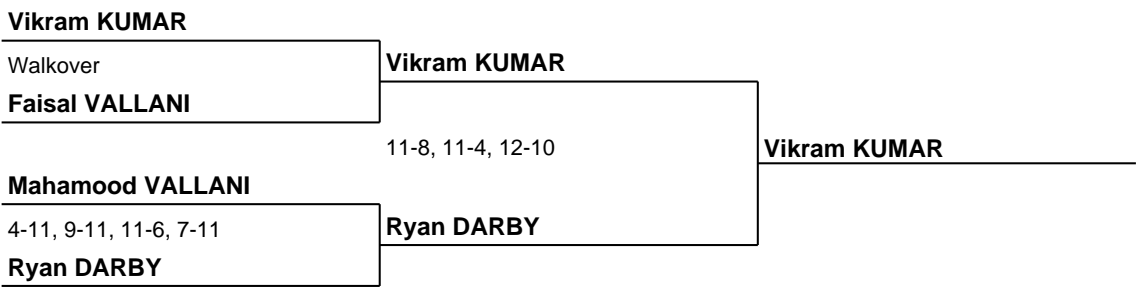 Vikram KUMAR
Walkover
Vikram KUMAR
Faisal VALLANI
11-8, 11-4, 12-10
Vikram KUMAR
Mahamood VALLANI
4-11, 9-11, 11-6, 7-11
Ryan DARBY
Ryan DARBY